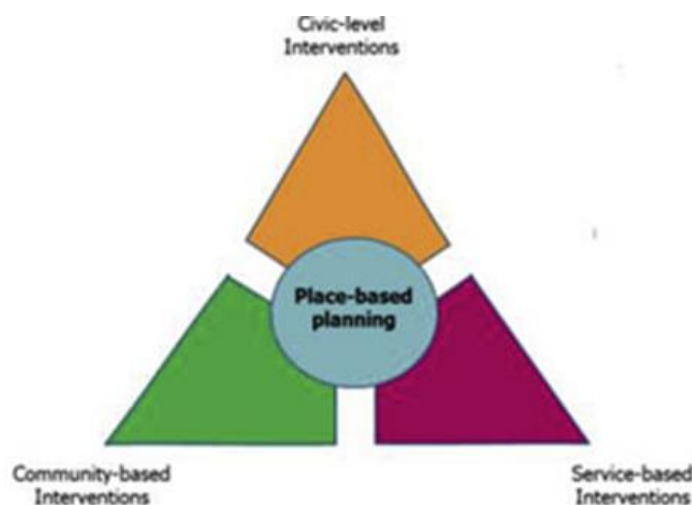 Civic-level
Interventions
Place-based
planning
Community-based
Interventions
Service-based
Interventions